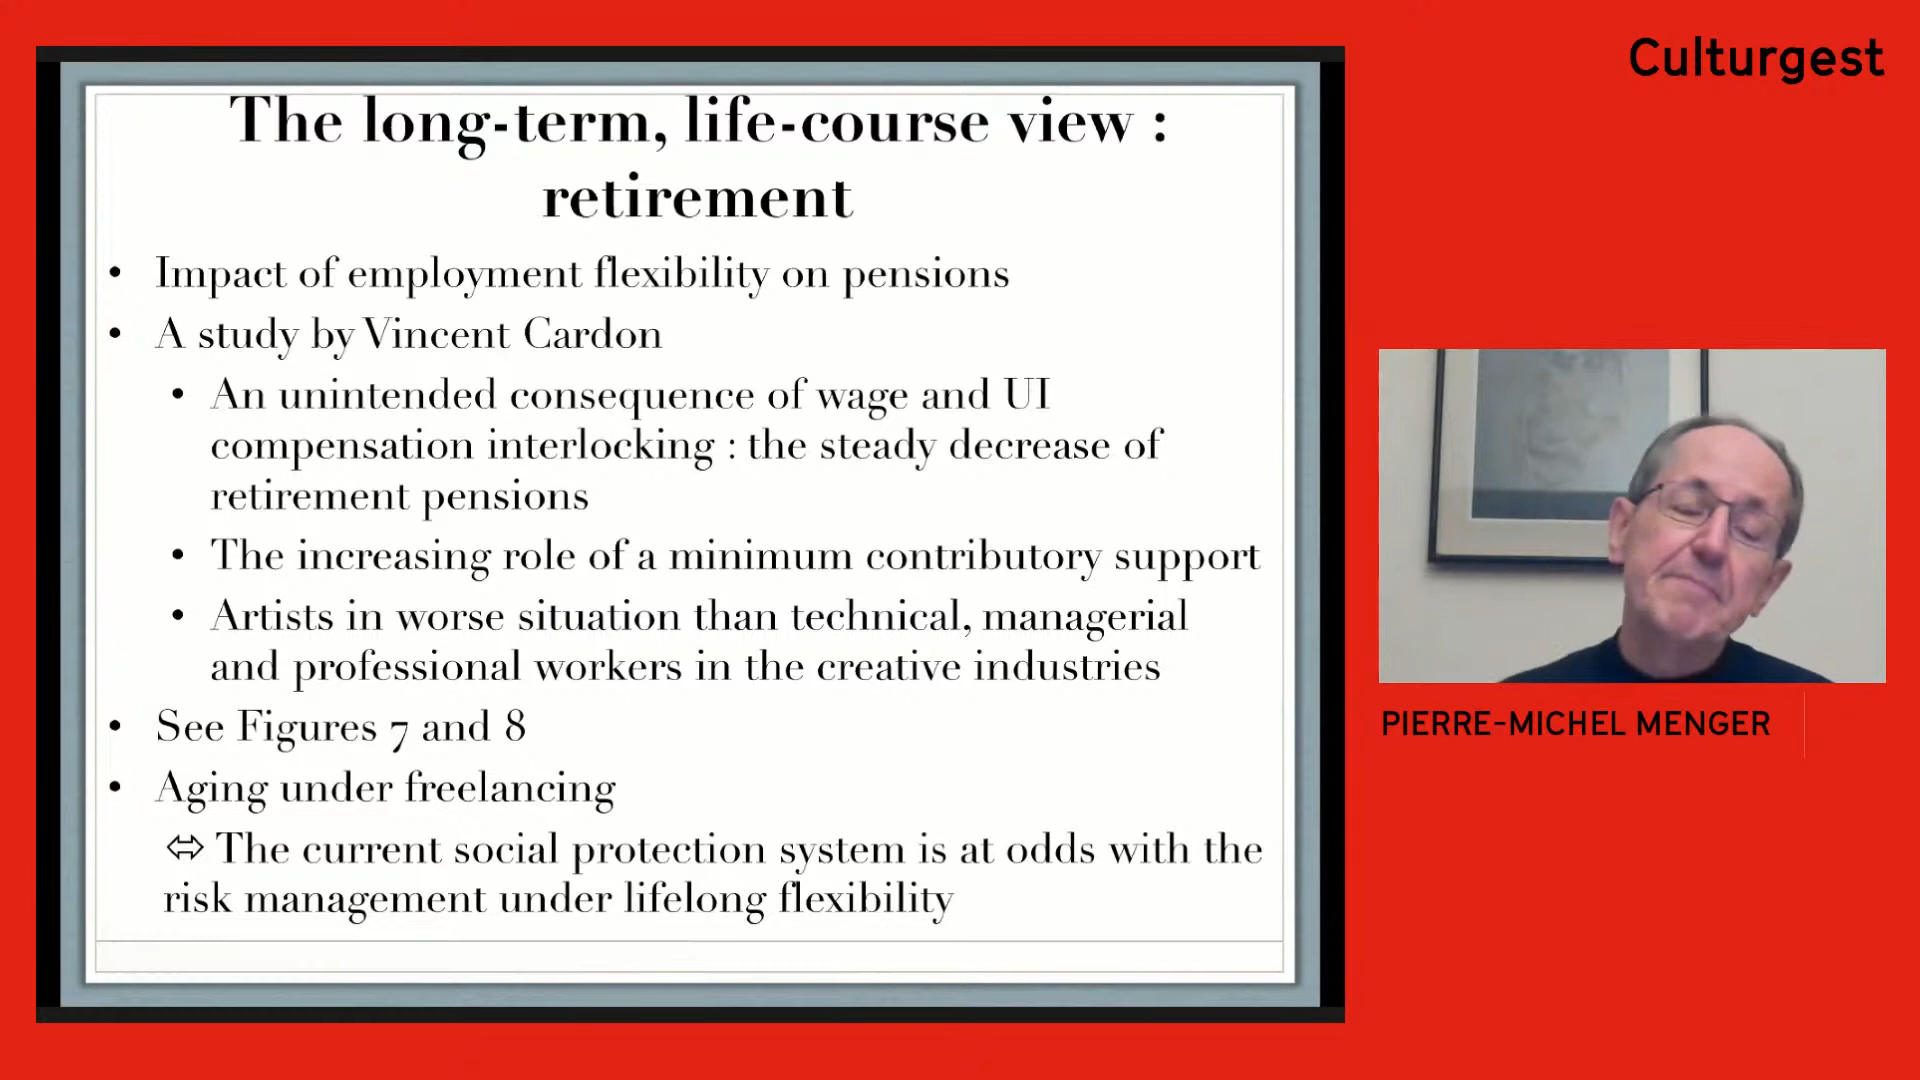 Culturgest
The long-term, life-course view :
retirement
• Impact of employment flexibility on pensions
• A study by Vincent Cardon
• An unintended consequence of wage and UI
compensation interlocking : the steady decrease of
retirement pensions
• The increasing role of a minimum contributory support
• Artists in worse situation than technical, managerial
and professional workers in the creative industries
• See Figures 7 and 8
• Aging under freelancing
⇔ The current social protection system is at odds with the
risk management under lifelong flexibility
PIERRE-MICHEL MENGER